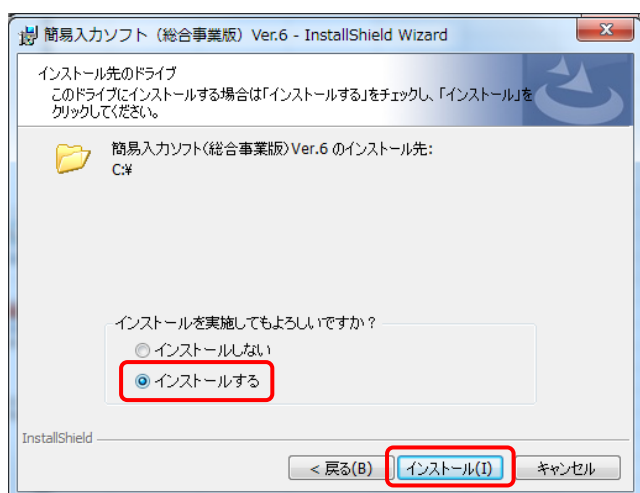 簡易入力ソフト（総合事業版）Ver.6 - InstallShield Wizard
インストール先のドライブ
このドライブにインストールする場合は「インストールする」をチェックし、「インストール」を
クリックしてください。
簡易入力ソフト(総合事業版)Ver.6 のインストール先:
C:¥
インストールを実施してもよろしいですか？
インストールしない
インストールする
InstallShield
< 戻る(B)
インストール(I)
キャンセル